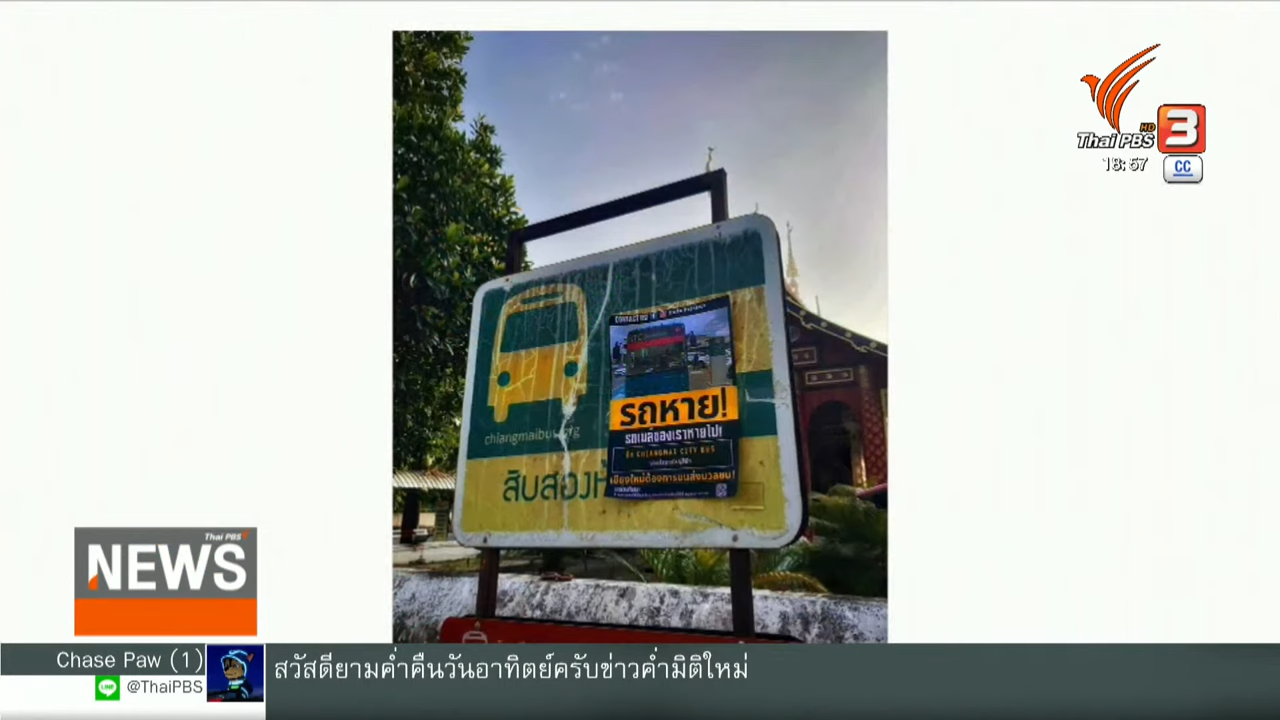 Thai PBS HD 3
18:57
CC
รถหาย!
รถเมล์ของเราหายไป!
ชื่อ CHIANGMAI CITY BUS
เชียงใหม่ต้องการขนส่งมวลชน!
chiangmaibus.org
สิบสองห
Thai PBS
NEWS
Chase Paw (1)
@ThaiPBS
สวัสดียามค่ำคืนวันอาทิตย์ครับข่าวค่ำมิติใหม่